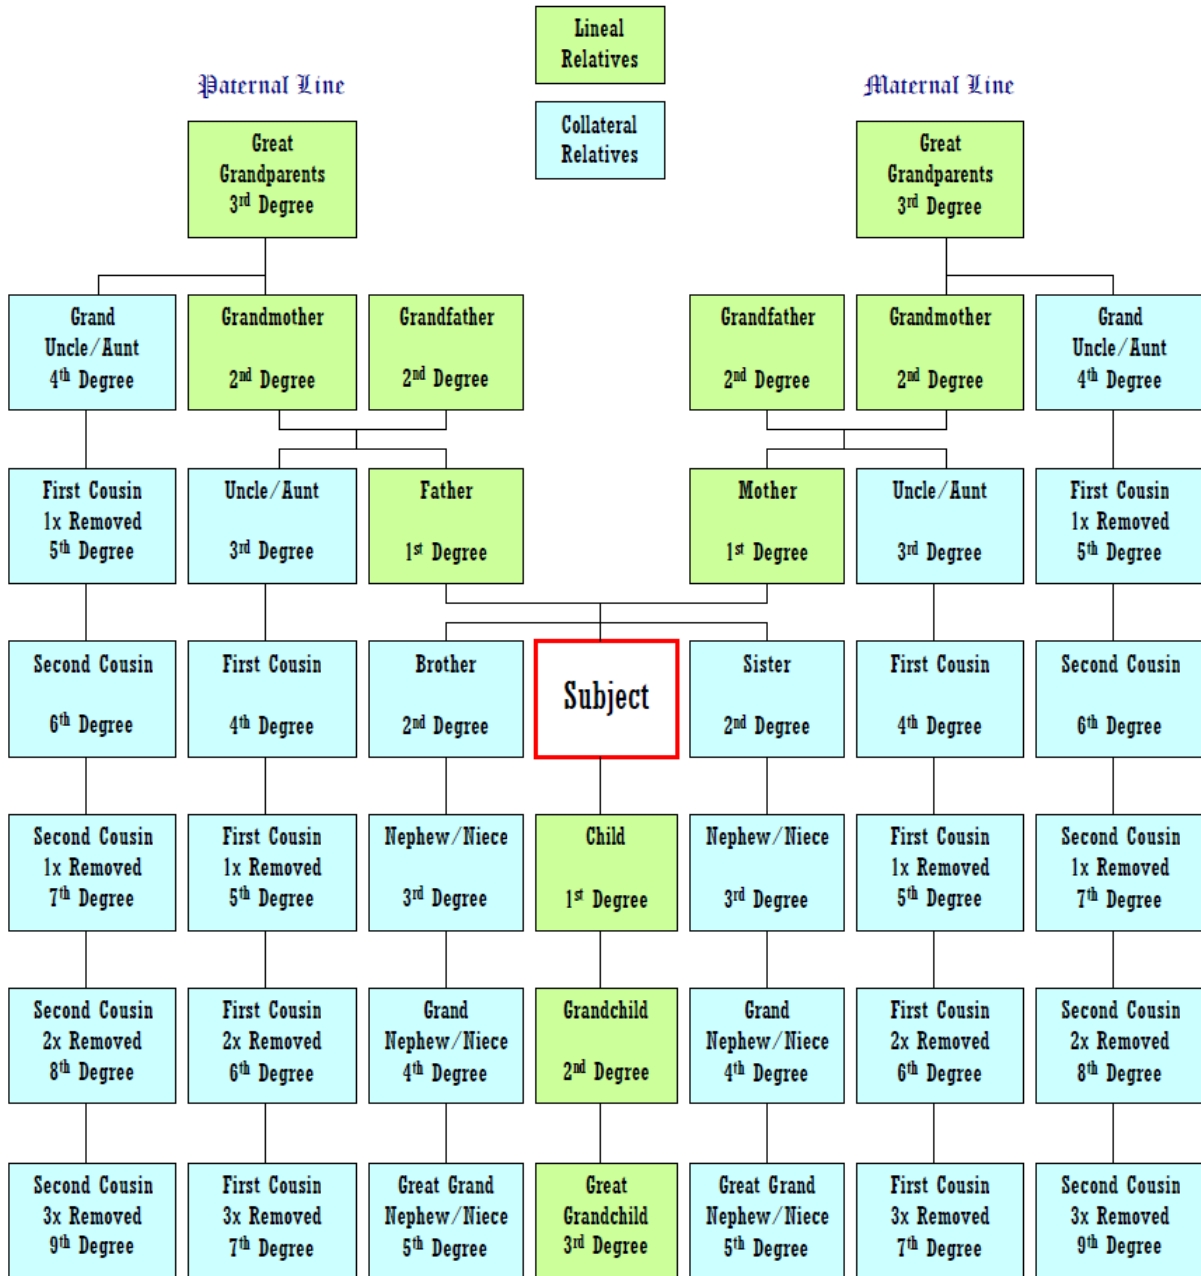 Lineal
Relatives
Paternal Line
Maternal Line
Collateral
Relatives
Great
Grandparents
3rd Degree
Great
Grandparents
3rd Degree
Grand
Uncle/Aunt
4th Degree
Grandmother
2nd Degree
Grandfather
2nd Degree
Grandfather
2nd Degree
Grandmother
2nd Degree
Grand
Uncle/Aunt
4th Degree
First Cousin
1x Removed
5th Degree
Uncle/Aunt
3rd Degree
Father
1st Degree
Mother
1st Degree
Uncle/Aunt
3rd Degree
First Cousin
1x Removed
5th Degree
Second Cousin
6th Degree
First Cousin
4th Degree
Brother
2nd Degree
Subject
Sister
2nd Degree
First Cousin
4th Degree
Second Cousin
6th Degree
Second Cousin
1x Removed
7th Degree
First Cousin
1x Removed
5th Degree
Nephew/Niece
3rd Degree
Child
1st Degree
Nephew/Niece
3rd Degree
First Cousin
1x Removed
5th Degree
Second Cousin
1x Removed
7th Degree
Second Cousin
2x Removed
8th Degree
First Cousin
2x Removed
6th Degree
Grand
Nephew/Niece
4th Degree
Grandchild
2nd Degree
Grand
Nephew/Niece
4th Degree
First Cousin
2x Removed
6th Degree
Second Cousin
2x Removed
8th Degree
Second Cousin
3x Removed
9th Degree
First Cousin
3x Removed
7th Degree
Great Grand
Nephew/Niece
5th Degree
Great
Grandchild
3rd Degree
Great Grand
Nephew/Niece
5th Degree
First Cousin
3x Removed
7th Degree
Second Cousin
3x Removed
9th Degree